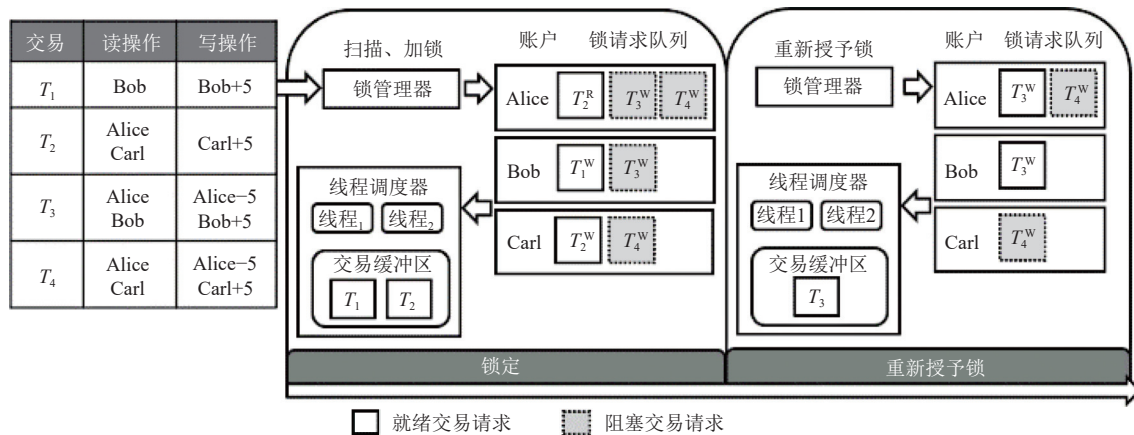 交易 读操作 写操作
T₁ Bob Bob+5
T₂ Alice Carl Carl+5
T₃ Alice Bob Alice−5 Bob+5
T₄ Alice Carl Alice−5 Carl+5
扫描、加锁
锁管理器
账户 锁请求队列
Alice T₂ᴿ T₃ᵂ T₄ᵂ
Bob T₁ᵂ T₃ᵂ
Carl T₂ᵂ T₄ᵂ
线程调度器
线程₁ 线程₂
交易缓冲区
T₁ T₂
锁定
重新授予锁
锁管理器
账户 锁请求队列
Alice T₃ᵂ T₄ᵂ
Bob T₃ᵂ
Carl T₄ᵂ
线程调度器
线程1 线程2
交易缓冲区
T₃
重新授予锁
就绪交易请求 阻塞交易请求